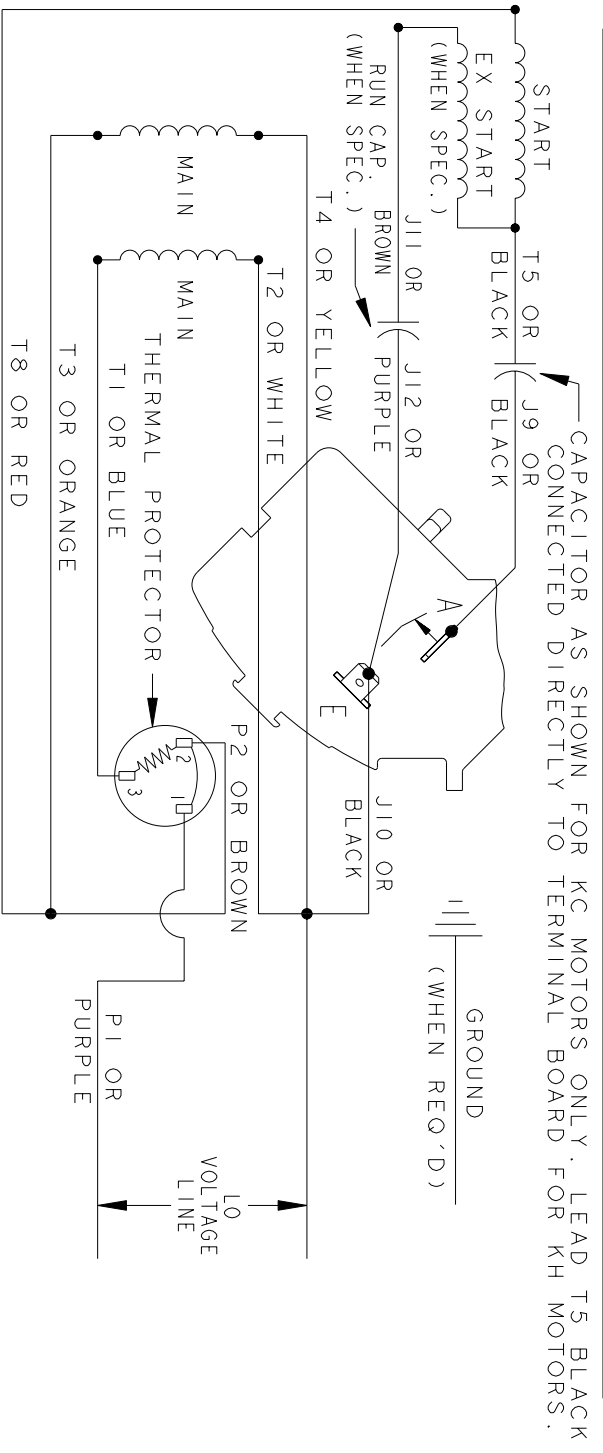 CAPACITOR AS SHOWN FOR KC MOTORS ONLY. LEAD T5 BLACK
CONNECTED DIRECTLY TO TERMINAL BOARD FOR KH MOTORS.
START
T5 OR
BLACK
J9 OR
BLACK
EX START
(WHEN SPEC.)
GROUND
(WHEN REQ'D)
A
J11 OR
BROWN
J12 OR
PURPLE
RUN CAP.
(WHEN SPEC.)
E
J10 OR
BLACK
T4 OR YELLOW
T2 OR WHITE
MAIN
MAIN
P2 OR BROWN
LO
VOLTAGE
LINE
THERMAL PROTECTOR
2
1
3
T1 OR BLUE
P1 OR
PURPLE
T3 OR ORANGE
T8 OR RED